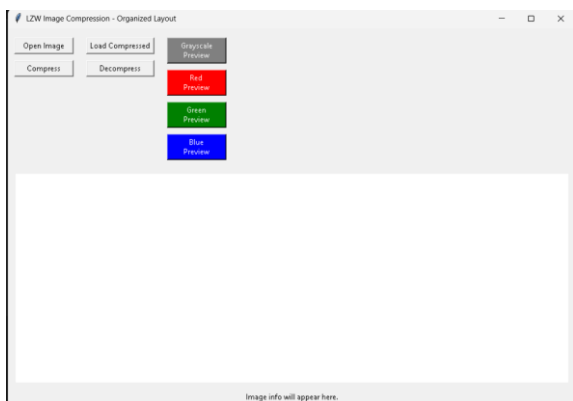 LZW Image Compression - Organized Layout
Open Image
Load Compressed
Compress
Decompress
Grayscale
Preview
Red
Preview
Green
Preview
Blue
Preview
Image info will appear here.